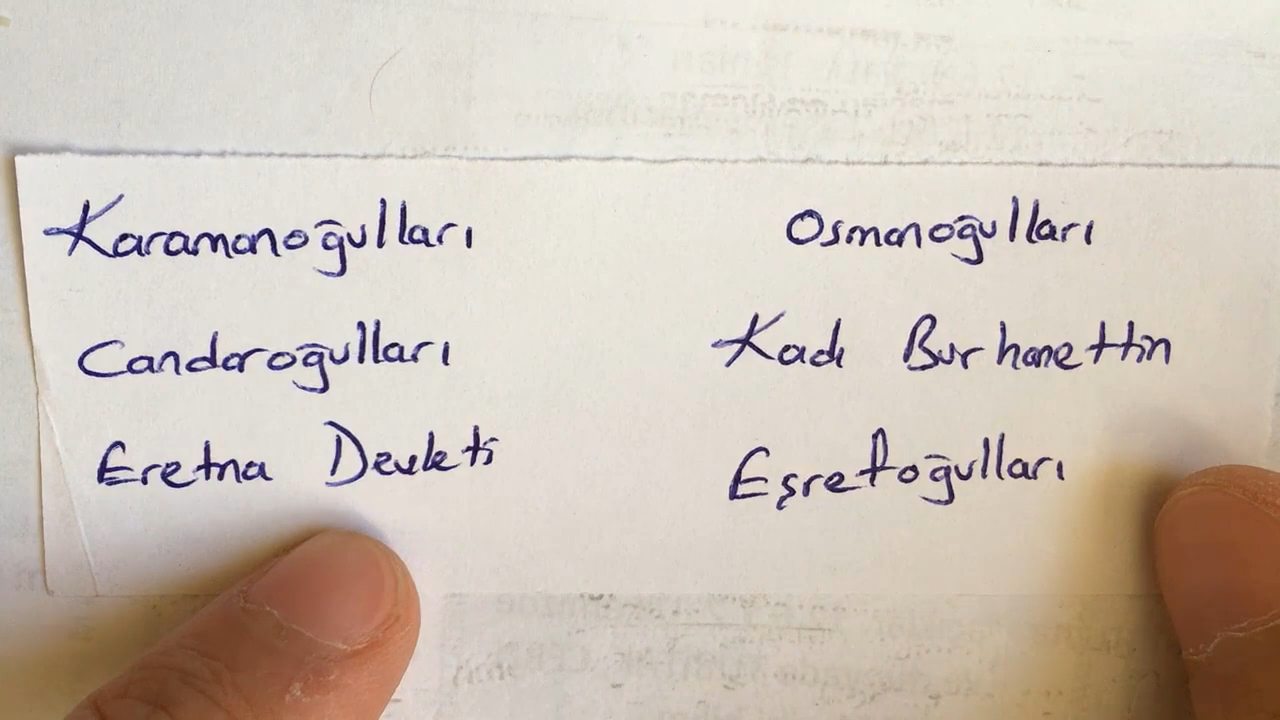 Karamanoğulları Osmanoğulları
Candaroğulları Kadı Burhanettin
Eretna Devleti Eşrefoğulları